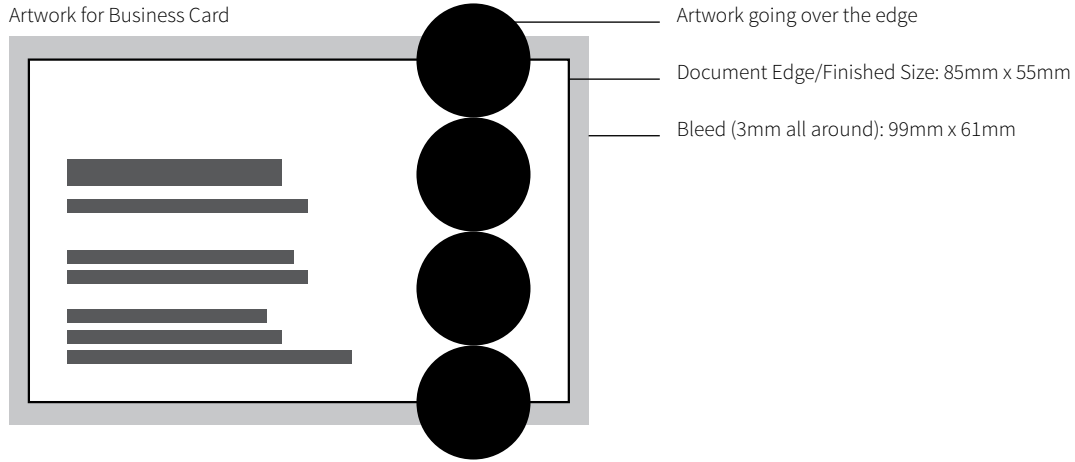 Artwork for Business Card
Artwork going over the edge
Document Edge/Finished Size: 85mm x 55mm
Bleed (3mm all around): 99mm x 61mm